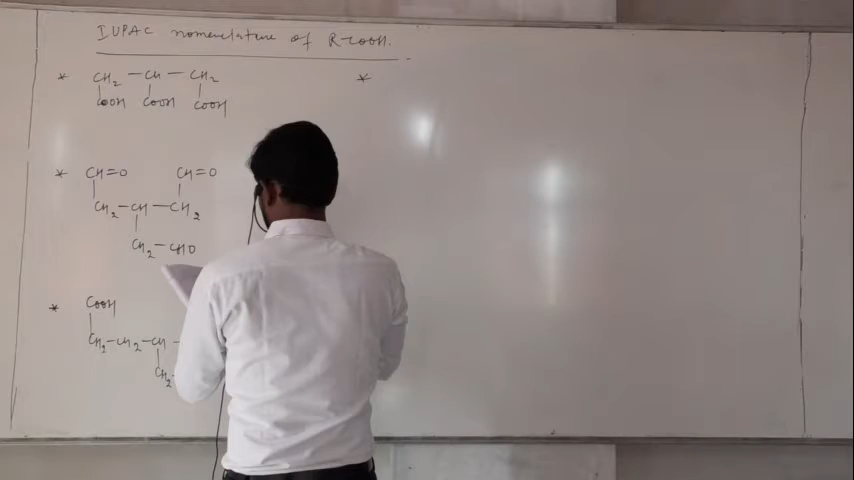 IUPAC nomenclature of R-COOH.
* CH2 - CH - CH2
COOH COOH COOH
*
* CH=O CH=O
CH2-CH-CH2
CH2-CHO
* COOH
CH2-CH2-CH -
CH2